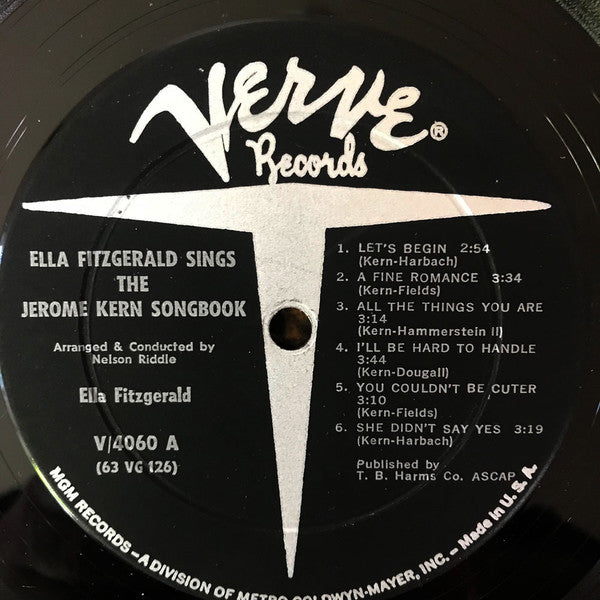 VERVE®
Records
ELLA FITZGERALD SINGS
THE
JEROME KERN SONGBOOK
Arranged & Conducted by
Nelson Riddle
Ella Fitzgerald
V/4060 A
(63 VG 126)
1. LET'S BEGIN 2:54
(Kern-Harbach)
2. A FINE ROMANCE 3:34
(Kern-Fields)
3. ALL THE THINGS YOU ARE
3:14
(Kern-Hammerstein II)
4. I'LL BE HARD TO HANDLE
3:44
(Kern-Dougall)
5. YOU COULDN'T BE CUTER
3:10
(Kern-Fields)
6. SHE DIDN'T SAY YES 3:19
(Kern-Harbach)
Published by
T. B. Harms Co. ASCAP
MGM RECORDS – A DIVISION OF METRO-GOLDWYN-MAYER, INC. – Made in U. S. A.